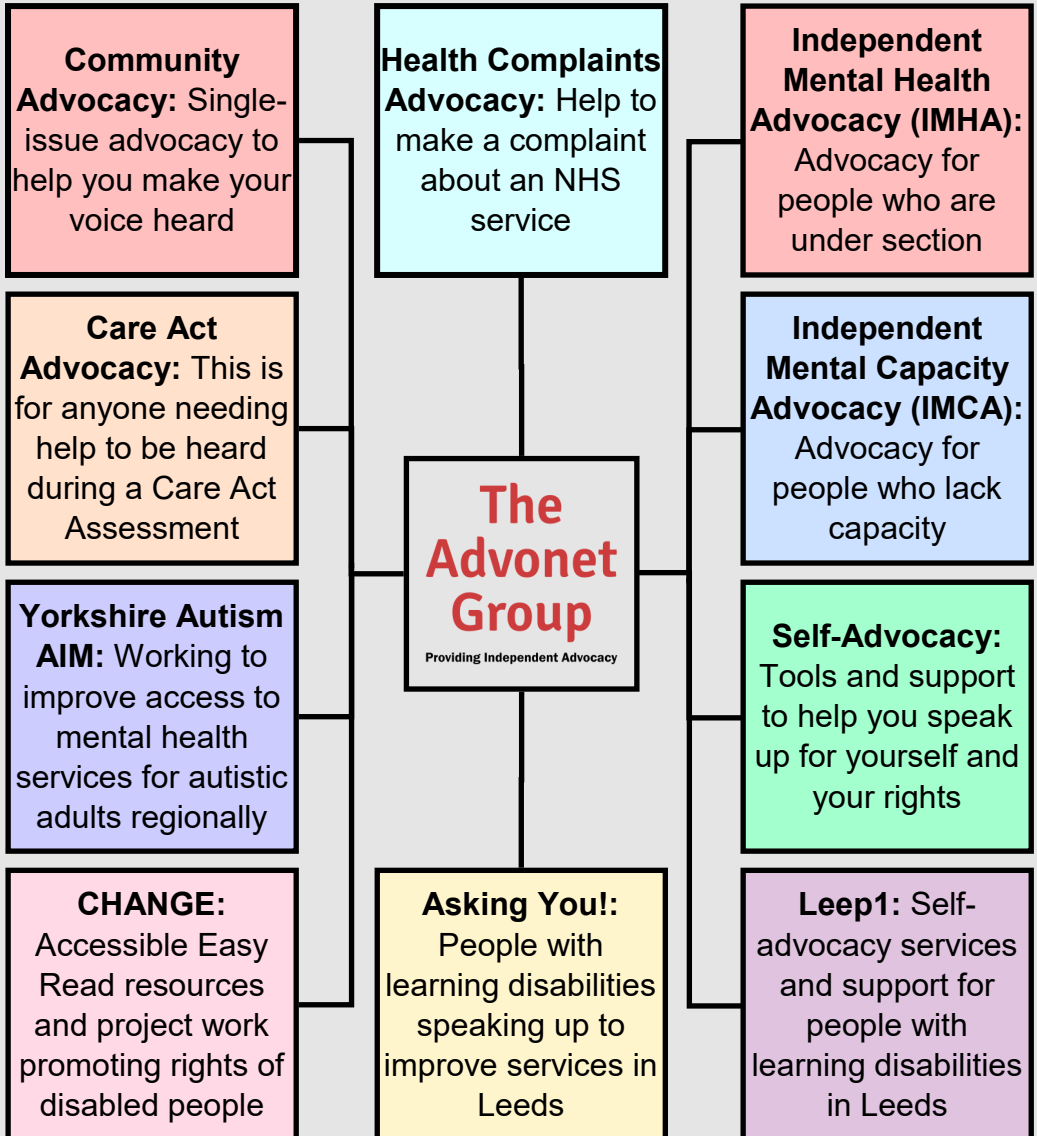 Community
Advocacy: Single-
issue advocacy to
help you make your
voice heard
Health Complaints
Advocacy: Help to
make a complaint
about an NHS
service
Independent
Mental Health
Advocacy (IMHA):
Advocacy for
people who are
under section
Care Act
Advocacy: This is
for anyone needing
help to be heard
during a Care Act
Assessment
Independent
Mental Capacity
Advocacy (IMCA):
Advocacy for
people who lack
capacity
The
Advonet
Group
Providing Independent Advocacy
Yorkshire Autism
AIM: Working to
improve access to
mental health
services for autistic
adults regionally
Self-Advocacy:
Tools and support
to help you speak
up for yourself and
your rights
CHANGE:
Accessible Easy
Read resources
and project work
promoting rights of
disabled people
Asking You!:
People with
learning disabilities
speaking up to
improve services in
Leeds
Leep1: Self-
advocacy services
and support for
people with
learning disabilities
in Leeds